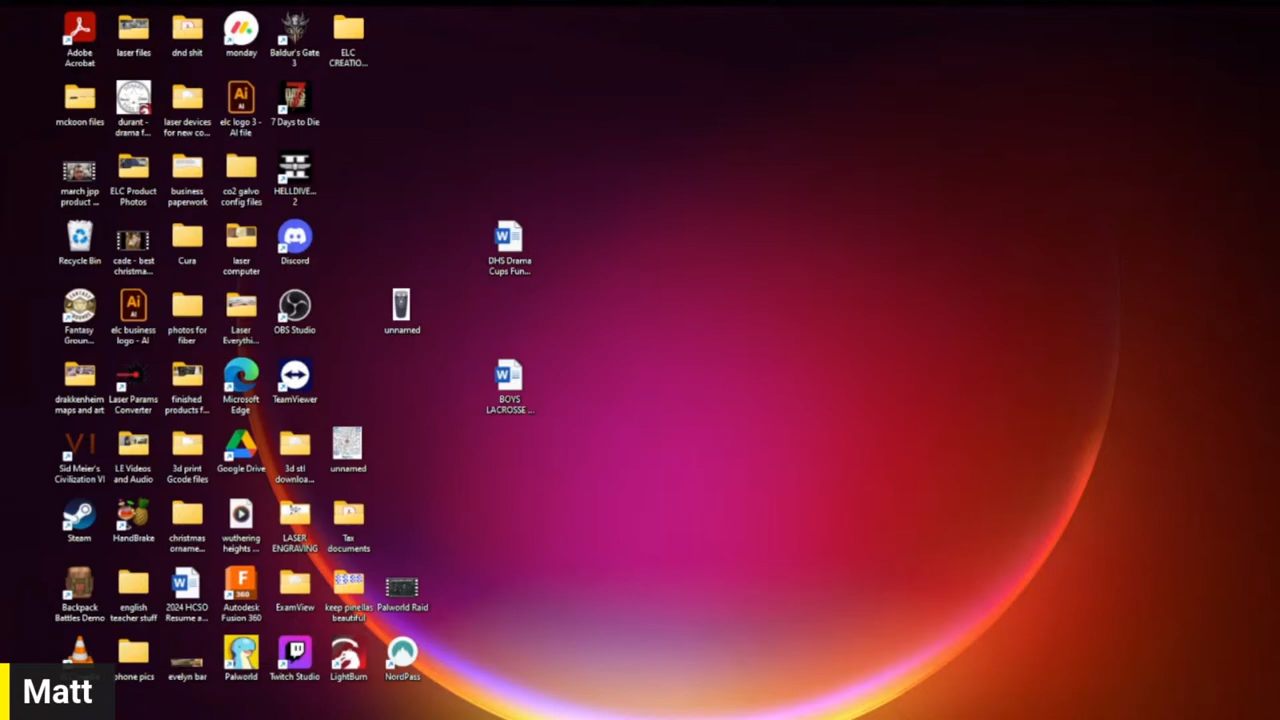 Adobe
Acrobat
laser files
dnd shit
monday
Baldur's Gate
3
ELC
CREATIO...
mckoon files
durant -
drama f...
laser devices
for new co...
elc logo 3 -
AI file
7 Days to Die
march jpp
product ...
ELC Product
Photos
business
paperwork
co2 galvo
config files
HELLDIVE...
2
Recycle Bin
cade - best
christma...
Cura
laser
computer
Discord
DHS Drama
Cups Fun...
Fantasy
Groun...
elc business
logo - AI
photos for
fiber
Laser
Everythi...
OBS Studio
unnamed
drakkenheim
maps and art
Laser Params
Converter
finished
products f...
Microsoft
Edge
TeamViewer
BOYS
LACROSSE ...
Sid Meier's
Civilization VI
LE Videos
and Audio
3d print
Gcode files
Google Drive
3d stl
downloa...
unnamed
Steam
HandBrake
christmas
orname...
wuthering
heights ...
LASER
ENGRAVING
Tax
documents
Backpack
Battles Demo
english
teacher stuff
2024 HCSO
Resume a...
Autodesk
Fusion 360
ExamView
keep pinellas
beautiful
Palworld Raid
phone pics
evelyn bar
Palworld
Twitch Studio
LightBurn
NordPass
Matt